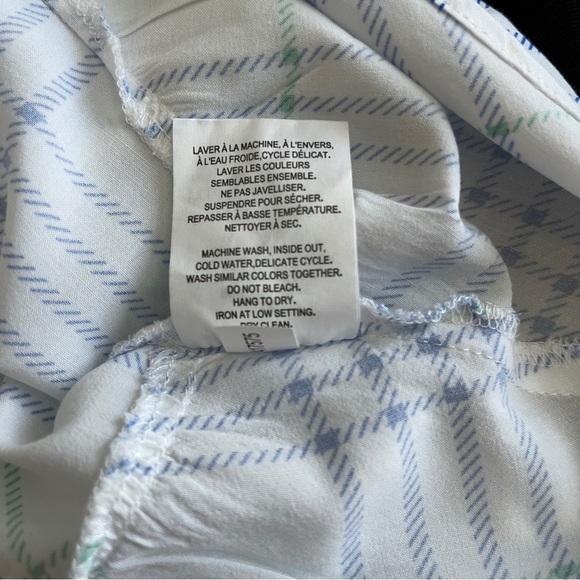 LAVER À LA MACHINE, À L'ENVERS,
À L'EAU FROIDE,CYCLE DÉLICAT.
LAVER LES COULEURS
SEMBLABLES ENSEMBLE.
NE PAS JAVELLISER.
SUSPENDRE POUR SÉCHER.
REPASSER À BASSE TEMPÉRATURE.
NETTOYER À SEC.
MACHINE WASH, INSIDE OUT,
COLD WATER,DELICATE CYCLE.
WASH SIMILAR COLORS TOGETHER.
DO NOT BLEACH.
HANG TO DRY.
IRON AT LOW SETTING.
DRY CLEAN.